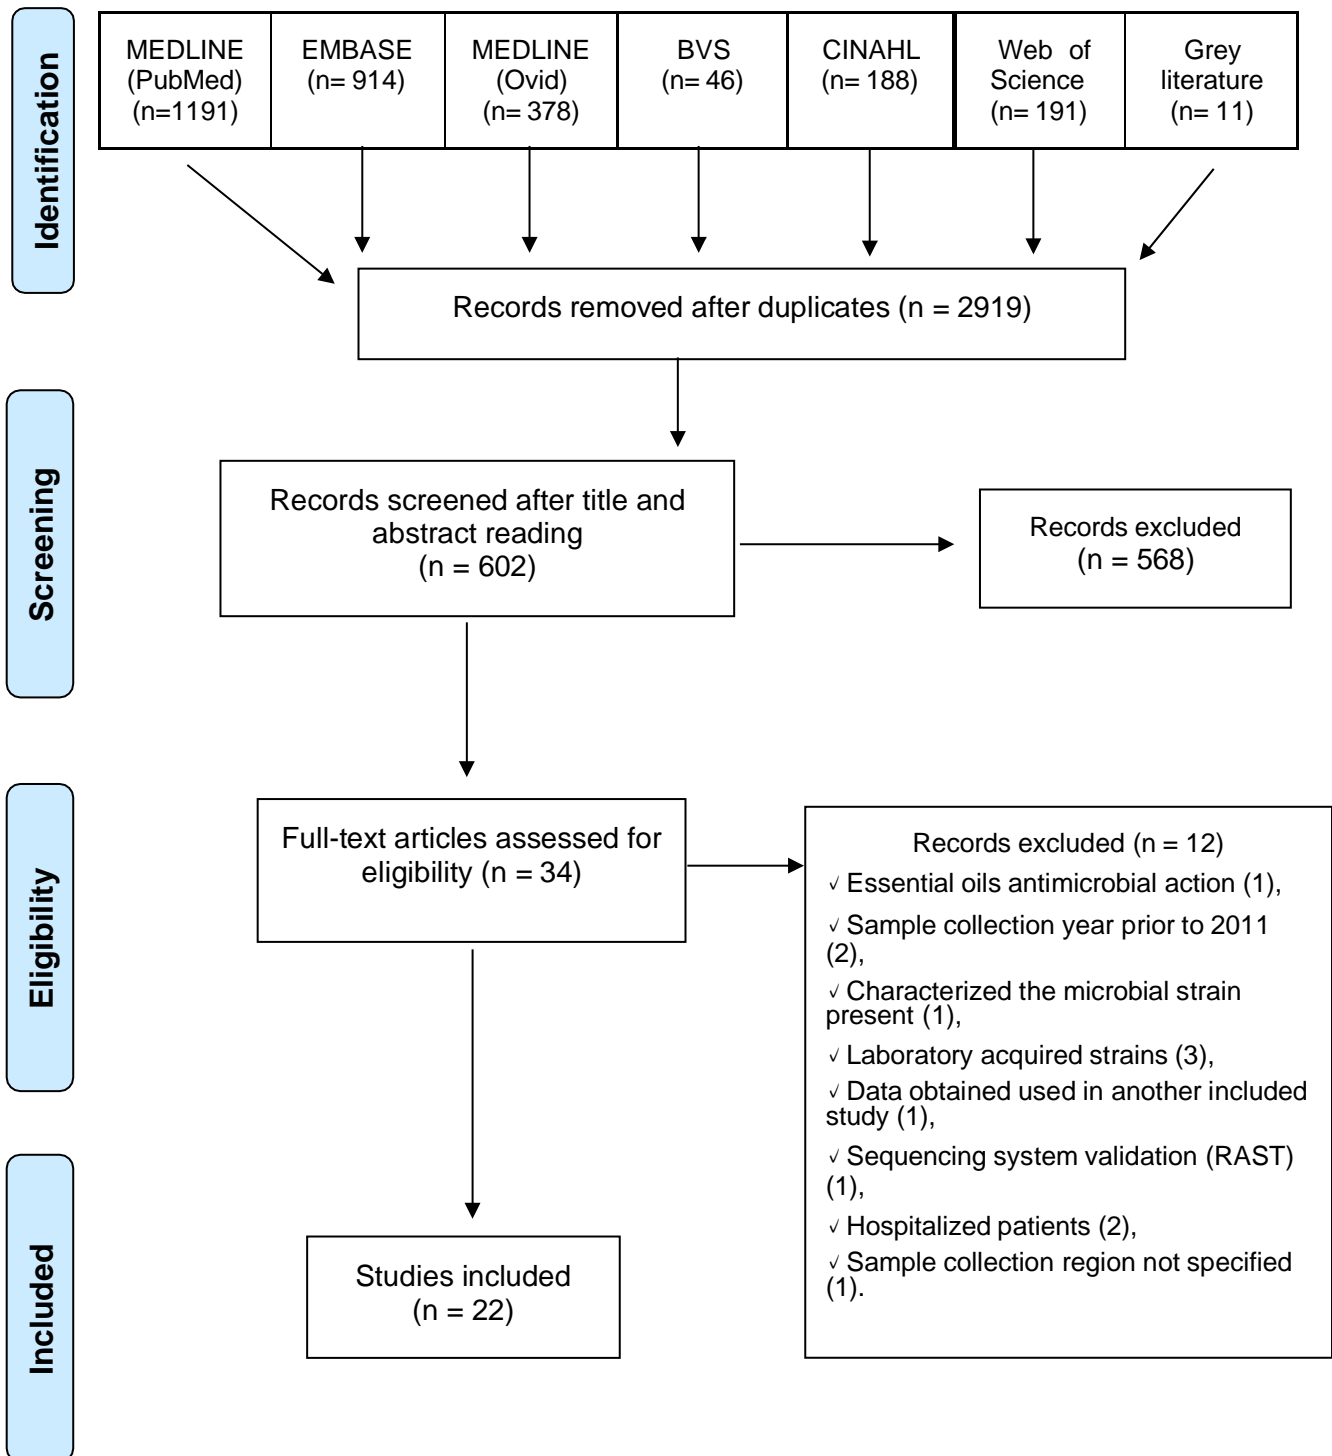 Identification
MEDLINE
(PubMed)
(n=1191)
EMBASE
(n= 914)
MEDLINE
(Ovid)
(n= 378)
BVS
(n= 46)
CINAHL
(n= 188)
Web of
Science
(n= 191)
Grey
literature
(n= 11)
Records removed after duplicates (n = 2919)
Screening
Records screened after title and
abstract reading
(n = 602)
Records excluded
(n = 568)
Eligibility
Full-text articles assessed for
eligibility (n = 34)
Records excluded (n = 12)
√ Essential oils antimicrobial action (1),
√ Sample collection year prior to 2011
(2),
√ Characterized the microbial strain
present (1),
√ Laboratory acquired strains (3),
√ Data obtained used in another included
study (1),
√ Sequencing system validation (RAST)
(1),
√ Hospitalized patients (2),
√ Sample collection region not specified
(1).
Included
Studies included
(n = 22)